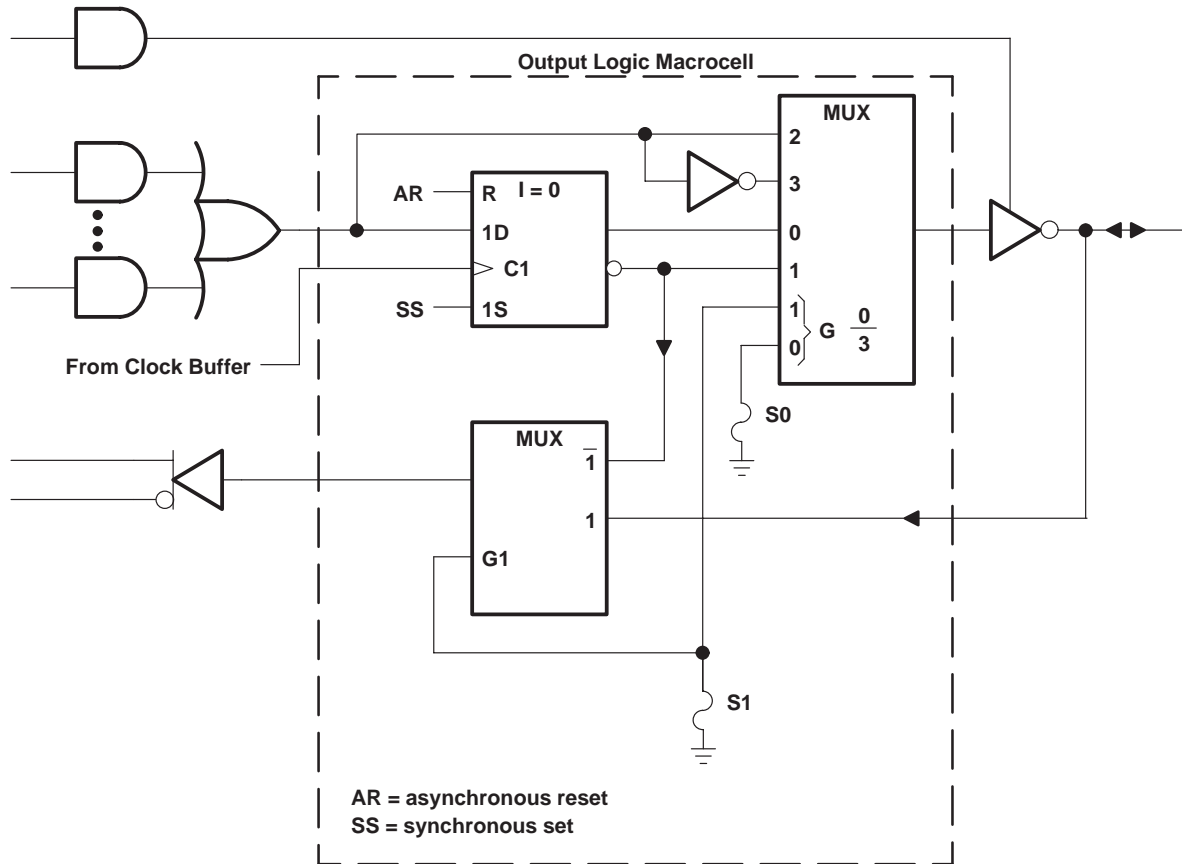 Output Logic Macrocell
MUX
2
3
0
1
1
0
G 0/3
AR
R
I = 0
1D
C1
SS
1S
From Clock Buffer
S0
MUX
1̅
1
G1
S1
AR = asynchronous reset
SS = synchronous set